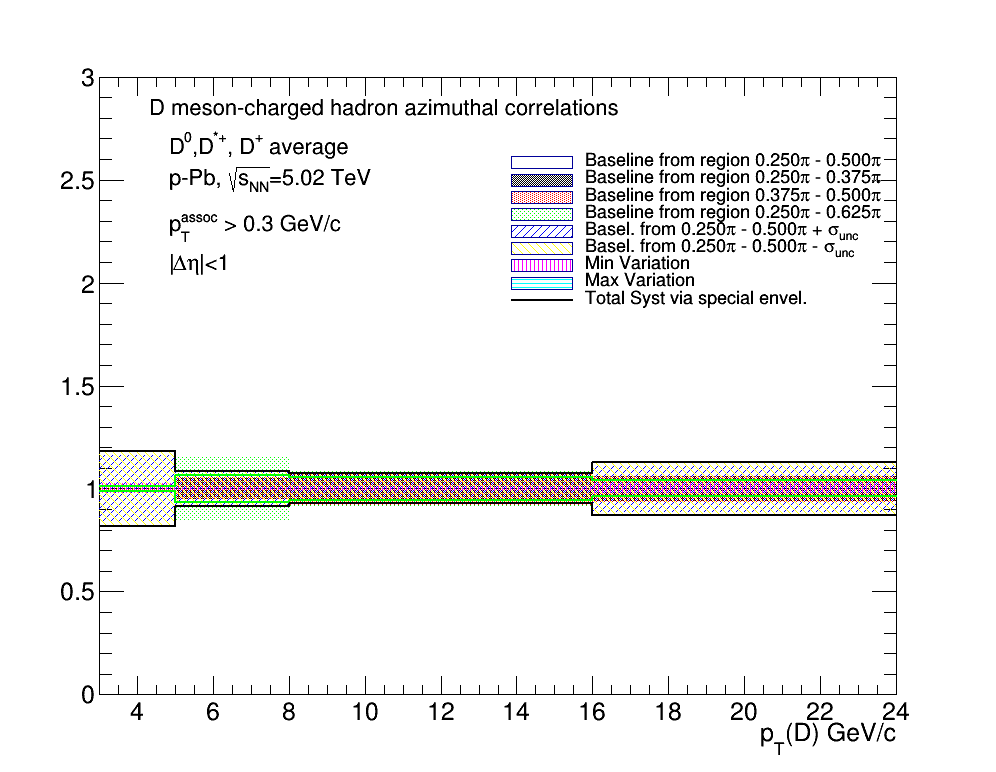 3
2.5
2
1.5
1
0.5
0
D meson-charged hadron azimuthal correlations
D⁰,D*⁺, D⁺ average
p-Pb, √s_NN=5.02 TeV
p_T^assoc > 0.3 GeV/c
|Δη|<1
Baseline from region 0.250π - 0.500π
Baseline from region 0.250π - 0.375π
Baseline from region 0.375π - 0.500π
Baseline from region 0.250π - 0.625π
Basel. from 0.250π - 0.500π + σ_unc
Basel. from 0.250π - 0.500π - σ_unc
Min Variation
Max Variation
Total Syst via special envel.
4 6 8 10 12 14 16 18 20 22 24
p_T(D) GeV/c